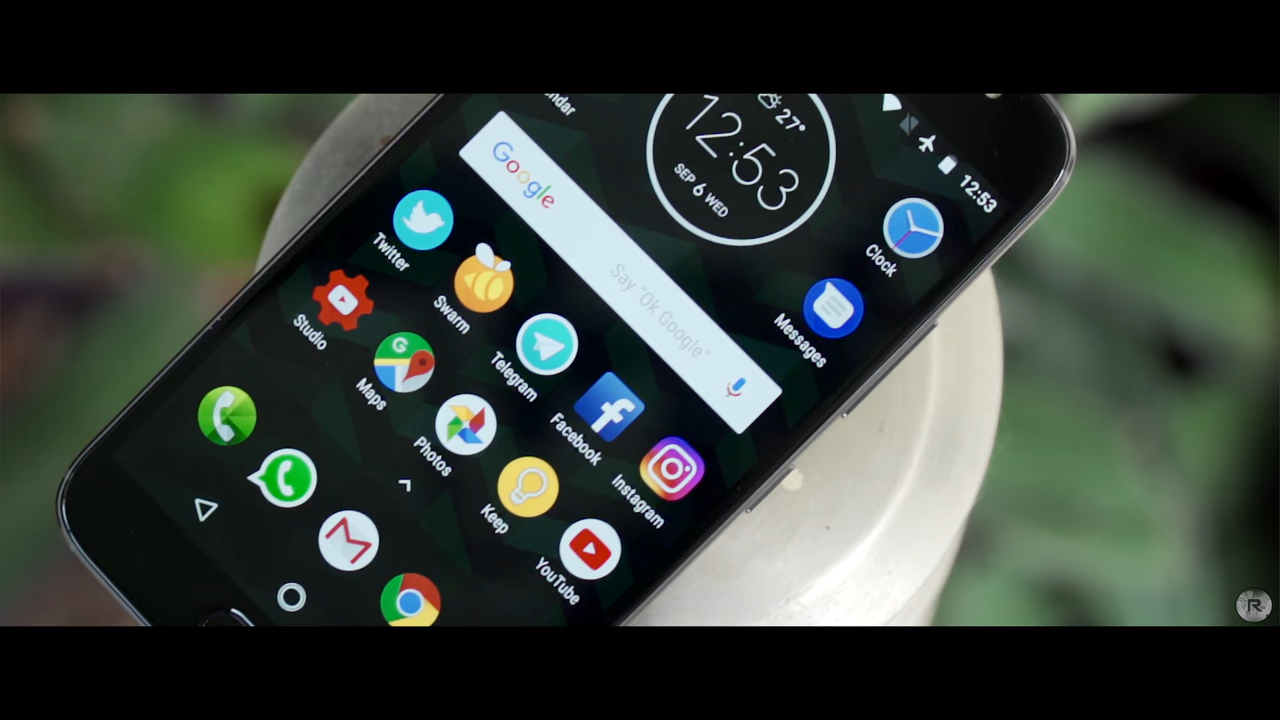 12:53
27°
12:53
SEP 6 WED
Clock
Messages
Google
Say "Ok Google"
Twitter
Swarm
Telegram
Facebook
Instagram
Studio
G
Maps
Photos
Keep
YouTube
R